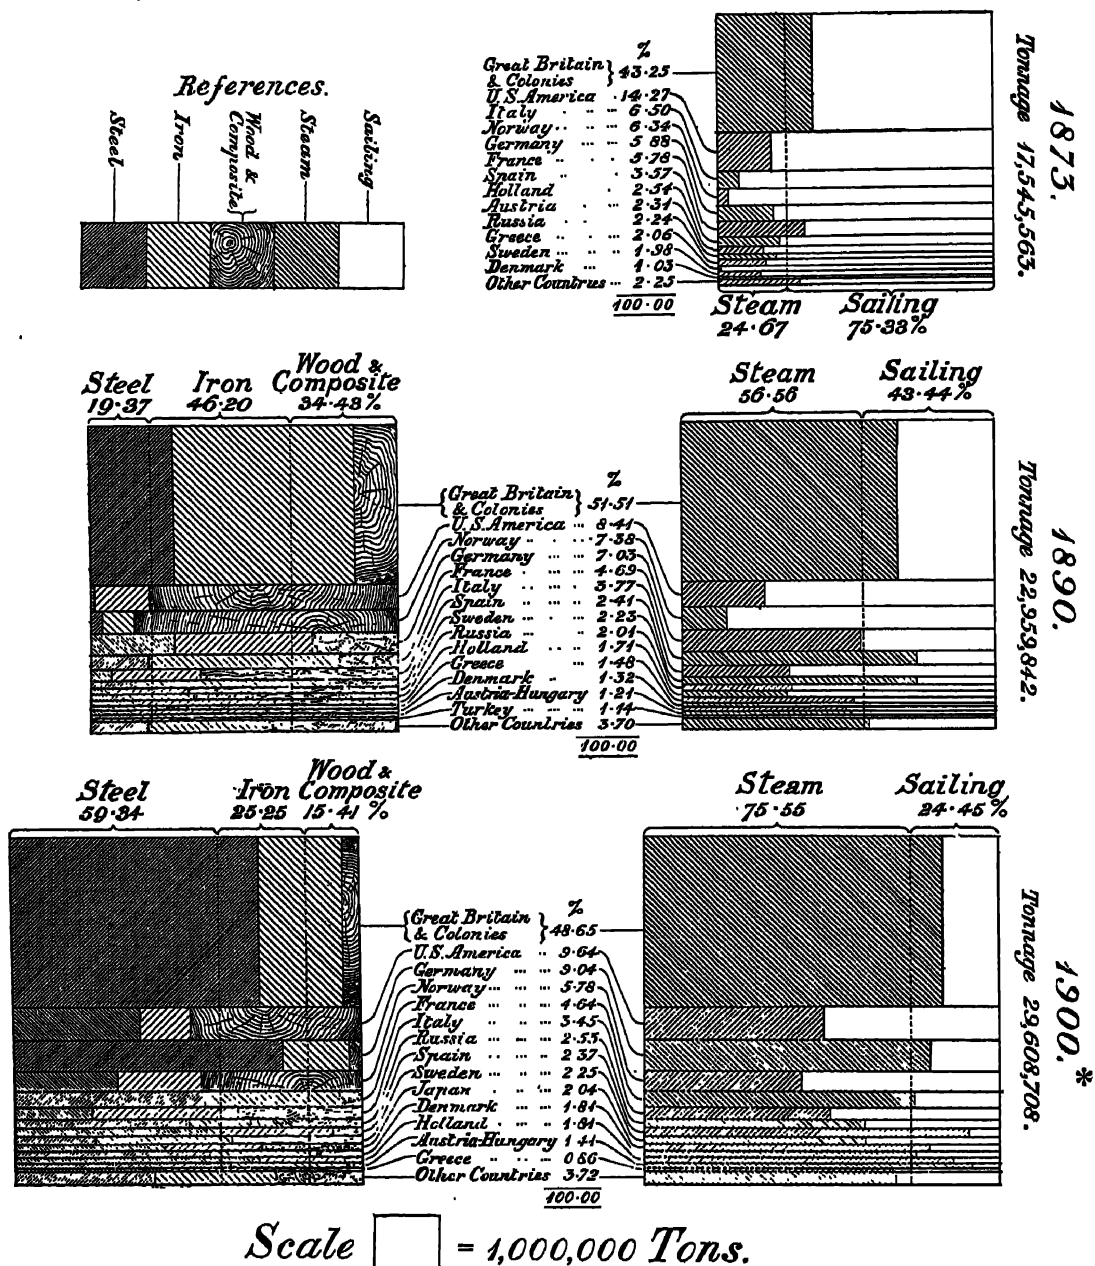 References.
Steel
Iron
Wood &
Composite
Steam
Sailing
%
Great Britain
& Colonies } 43·25
U.S. America · 14·27
Italy ·· ··· 6·50
Norway ·· ·· ··· 6·34
Germany ··· ··· 5 88
France ·· ··· 5·78
Spain ·· · 3·57
Holland ·· 2·54
Austria ·· ··· 2·31
Russia ·· · 2·24
Greece ·· ·· ··· 2·06
Sweden ·· ··· 1·98
Denmark ··· ··· 1·03
Other Countries ··· 2·25
100·00
Steam
24·67
Sailing
75·33%
1873.
Tonnage 17,545,563.
Steel
19·37
Iron
46·20
Wood &
Composite
34·43%
Steam
56·56
Sailing
43·44%
%
{Great Britain
& Colonies } 51·51
U.S. America ··· 8·41
Norway ·· · · 7·38
Germany ·· ··· 7·03
France · ··· ··· 4·69
Italy ·· ··· ··· 3·77
Spain ·· ·· ··· 2·41
Sweden ·· ··· 2·23
Russia ··· ·· 2·01
Holland ·· · ·· 1·71
Greece ··· 1·48
Denmark · ··· 1·32
Austria-Hungary 1·21
Turkey ··· ··· ··· 1·14
Other Countries 3·70
100·00
1890.
Tonnage 22,959,842.
Steel
59·34
Iron
25·25
Wood &
Composite
15·41 %
Steam
75·55
Sailing
24·45%
%
{Great Britain
& Colonies } 48·65
U.S. America ·· 9·64
Germany ··· ··· 9·04
Norway ··· ··· 5·78
France ··· ··· 4·64
Italy ·· ·· ··· 3·45
Russia ··· ·· ··· 2·53
Spain ·· ·· ··· 2 37
Sweden ·· ··· 2 25
Japan ·· ··· 2 04
Denmark ··· ··· 1·81
Holland ·· ··· 1·81
Austria-Hungary 1 41
Greece ·· ·· ··· 0 86
Other Countries 3·72
100·00
1900.*
Tonnage 29,608,708.
Scale = 1,000,000 Tons.